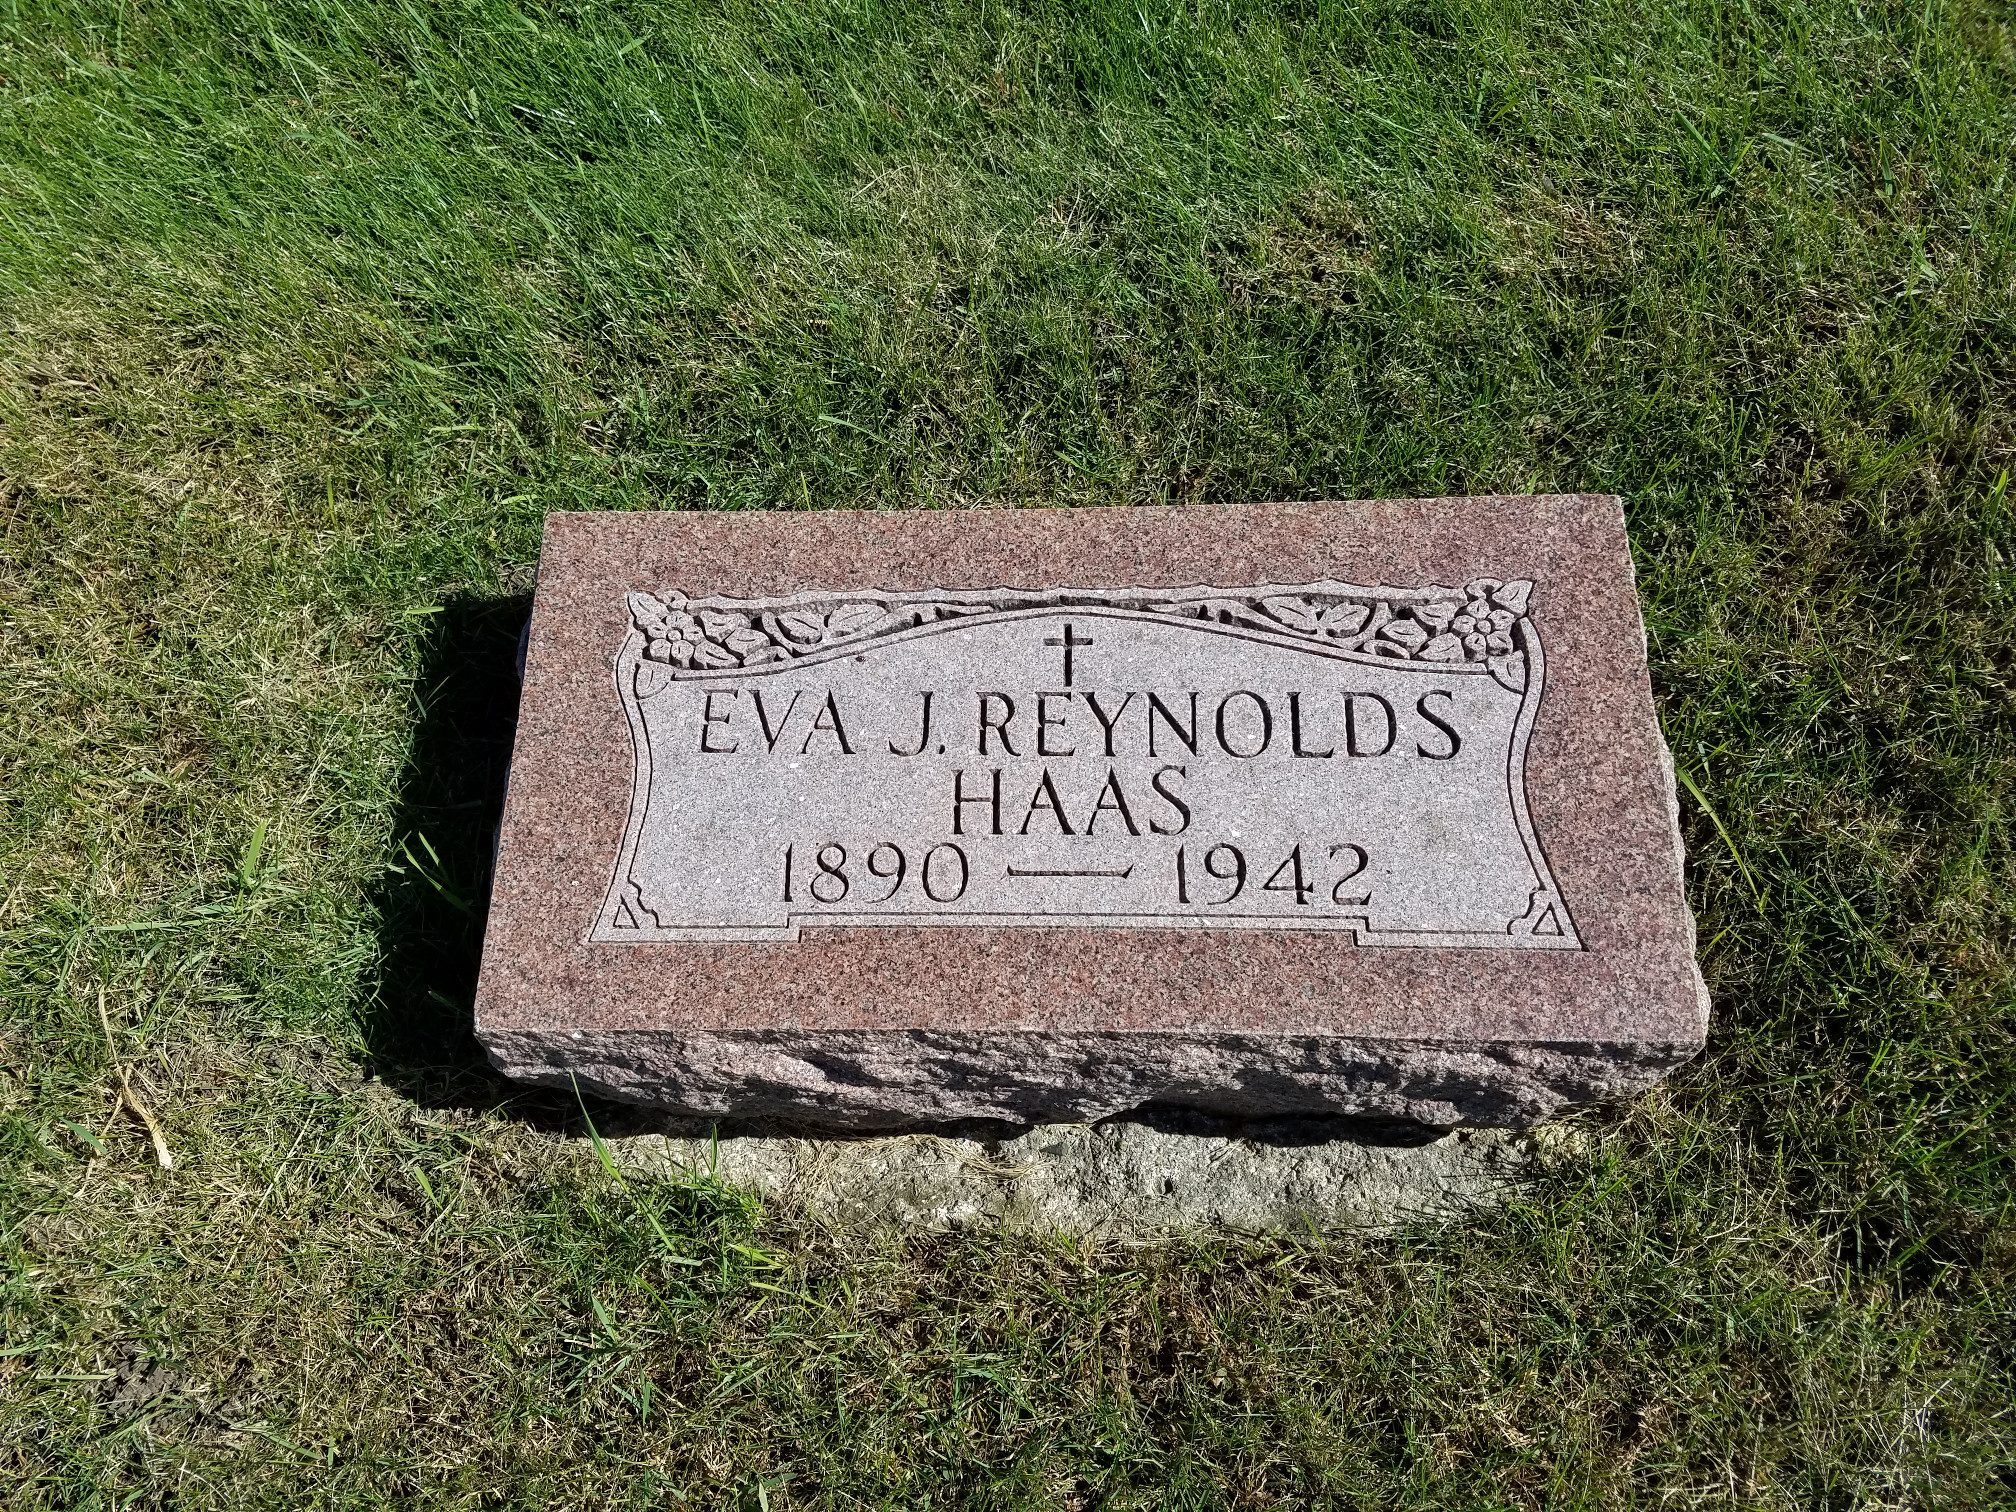 EVA J. REYNOLDS
HAAS
1890 — 1942